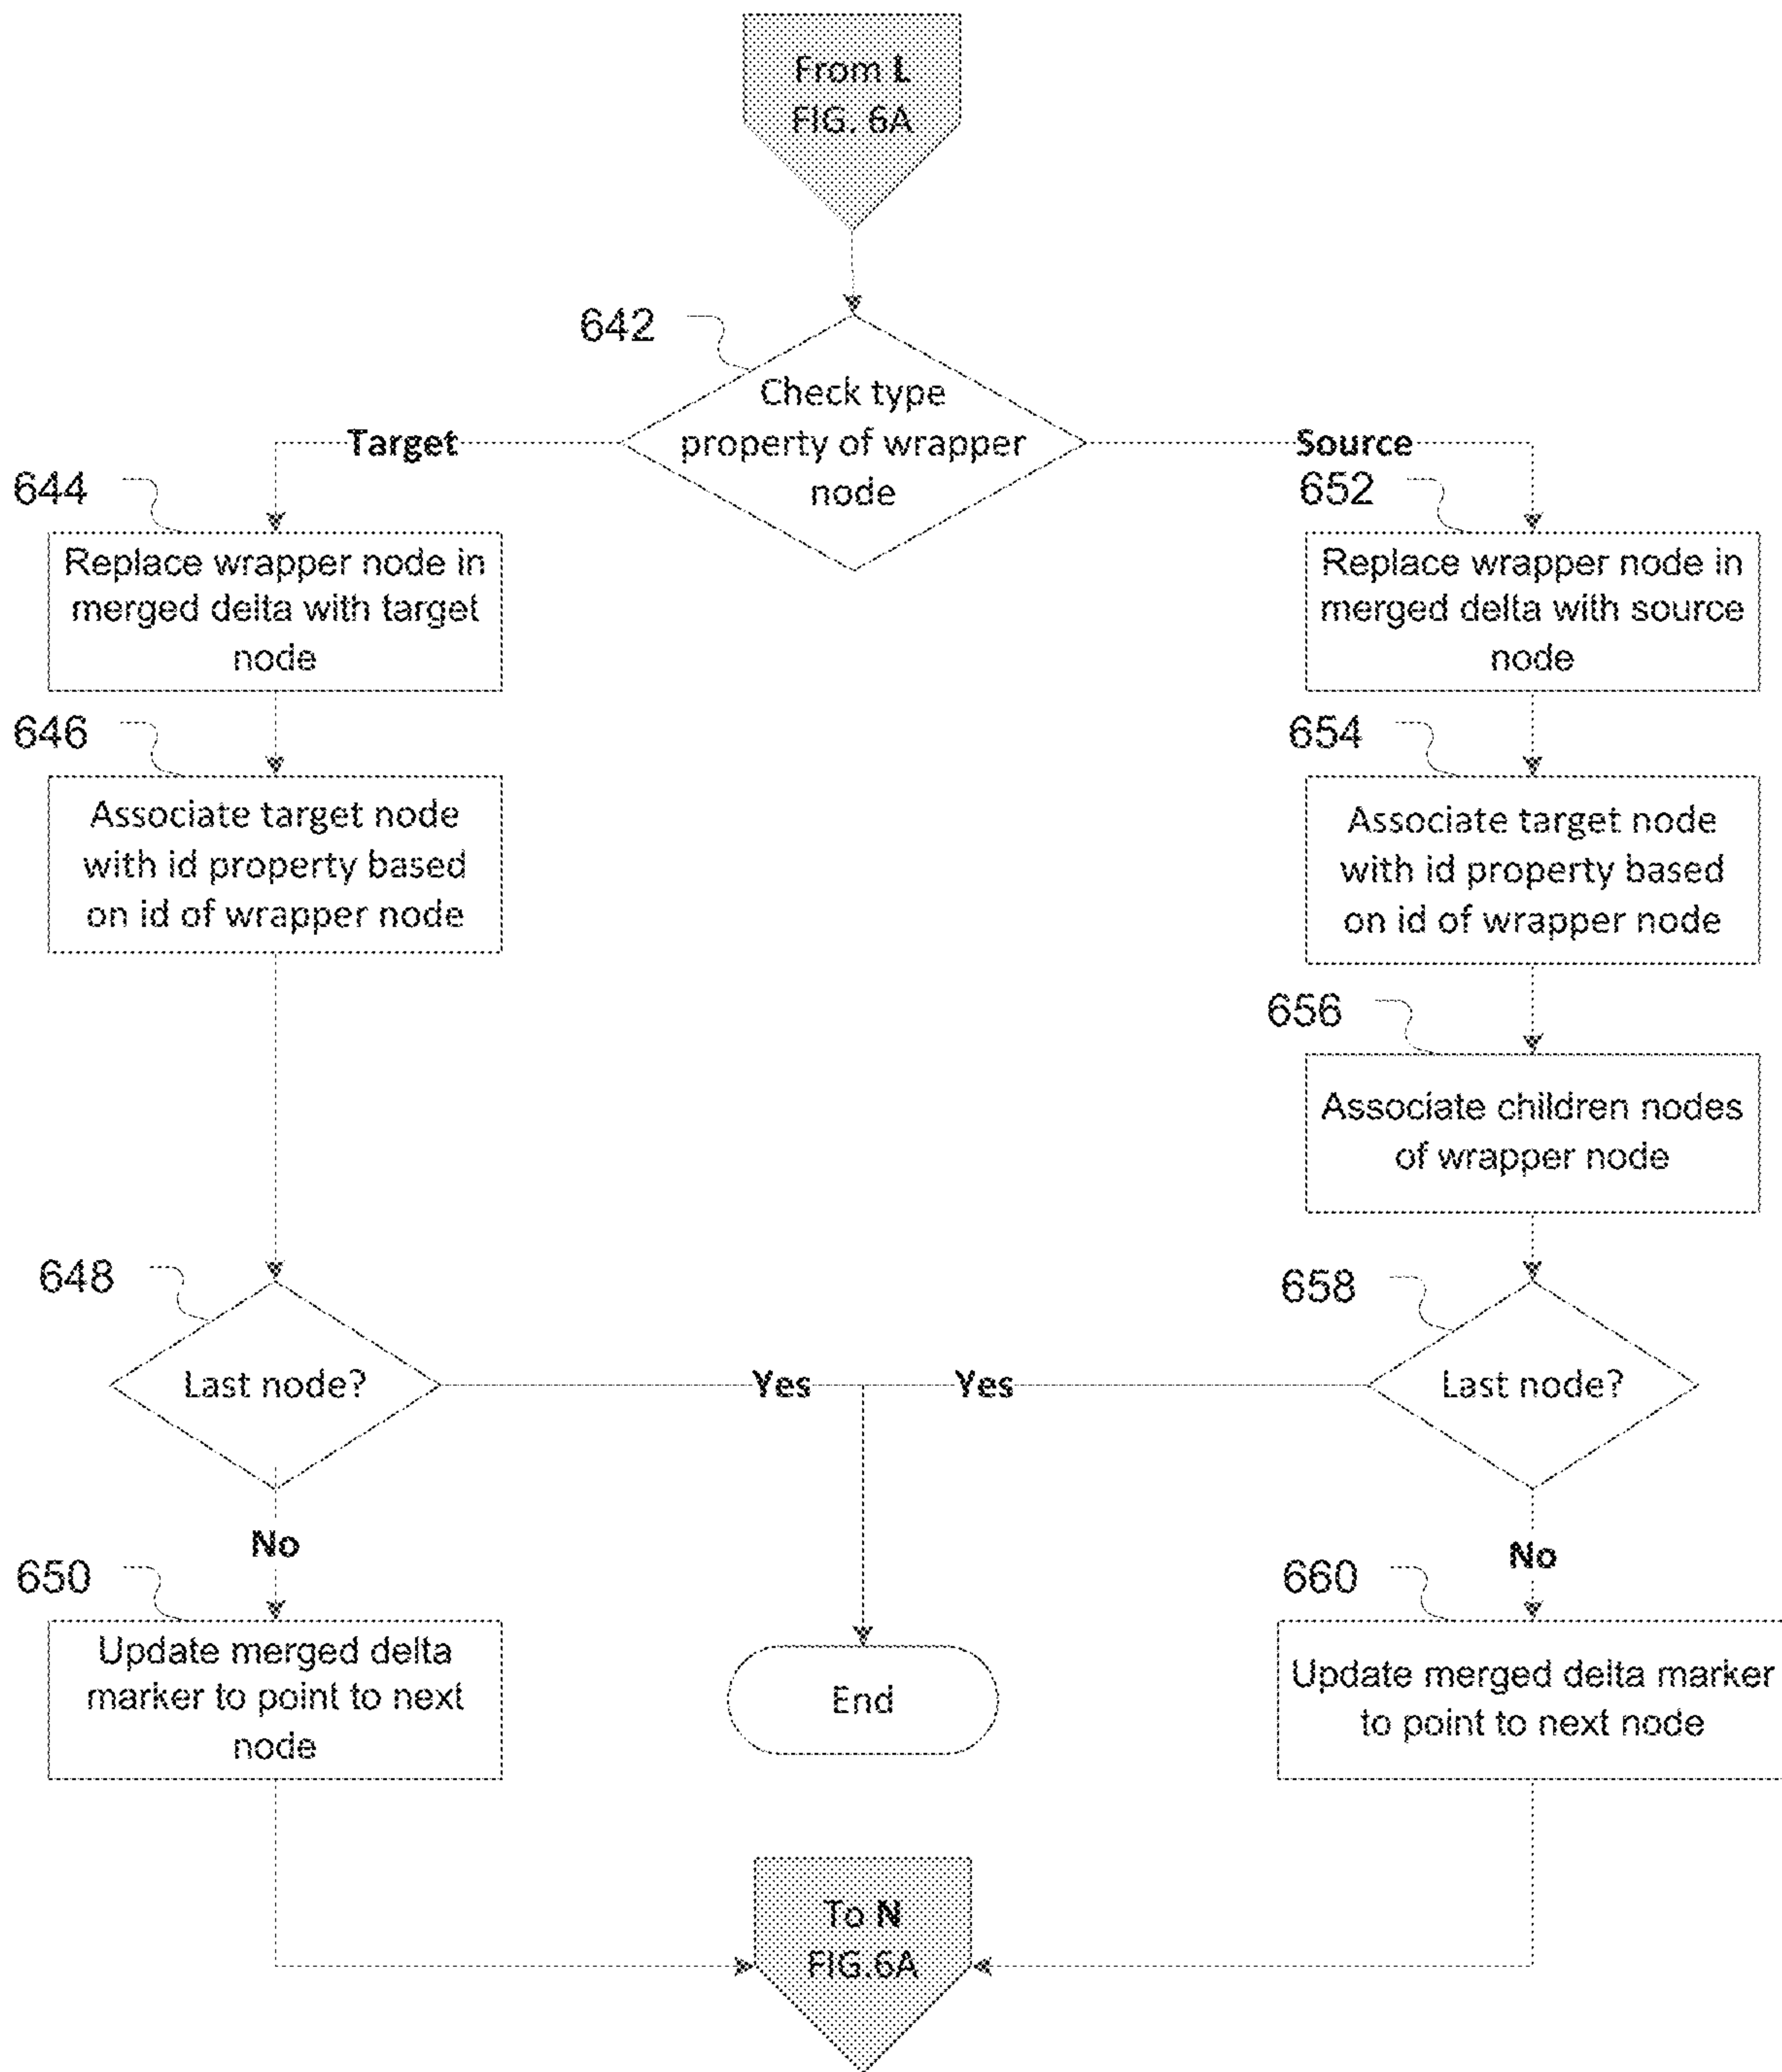 From L
FIG. 6A
642
Check type
property of wrapper
node
Target
Source
644
Replace wrapper node in
merged delta with target
node
652
Replace wrapper node in
merged delta with source
node
646
Associate target node
with id property based
on id of wrapper node
654
Associate target node
with id property based
on id of wrapper node
656
Associate children nodes
of wrapper node
648
Last node?
Yes
Yes
658
Last node?
No
No
650
Update merged delta
marker to point to next
node
End
660
Update merged delta marker
to point to next node
To N
FIG.6A